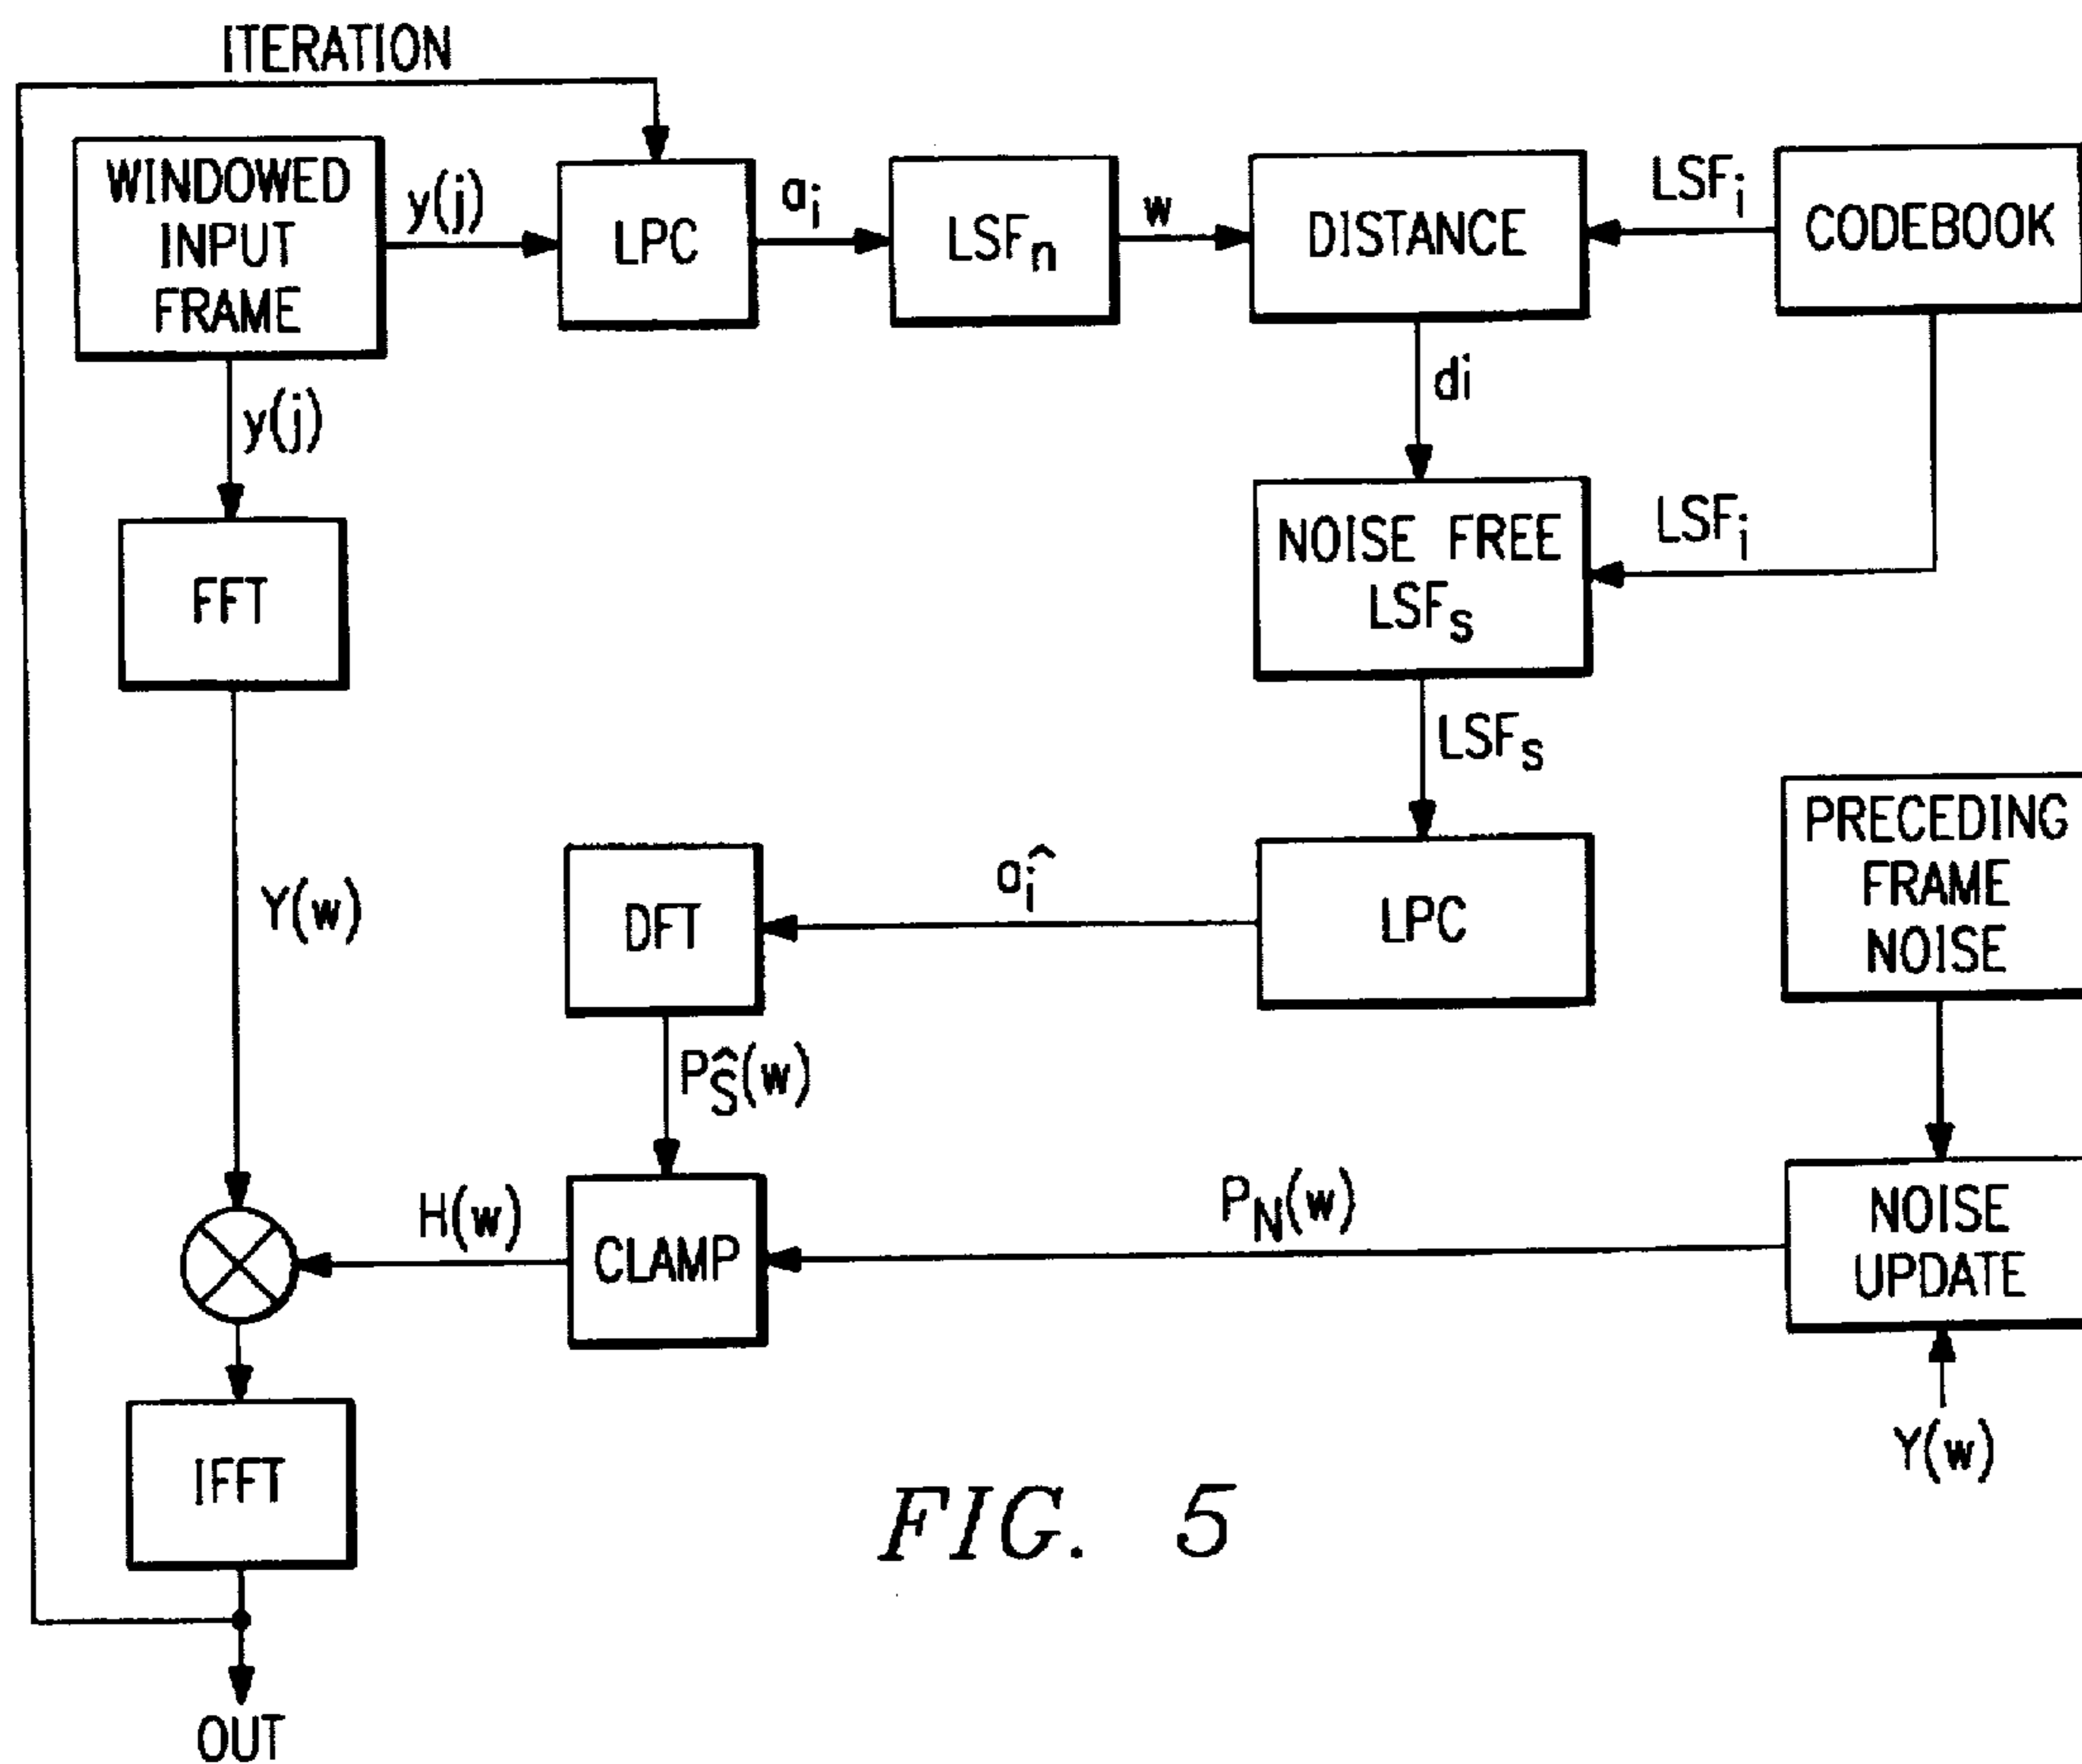 ITERATION
WINDOWED
INPUT
FRAME
y(j)
LPC
a_i
LSF_n
w
DISTANCE
LSF_i
CODEBOOK
y(j)
di
FFT
NOISE FREE
LSF_s
LSF_i
LSF_s
PRECEDING
FRAME
NOISE
Y(w)
DFT
â_i
LPC
P_Ŝ(w)
H(w)
CLAMP
P_N(w)
NOISE
UPDATE
Y(w)
IFFT
FIG. 5
OUT